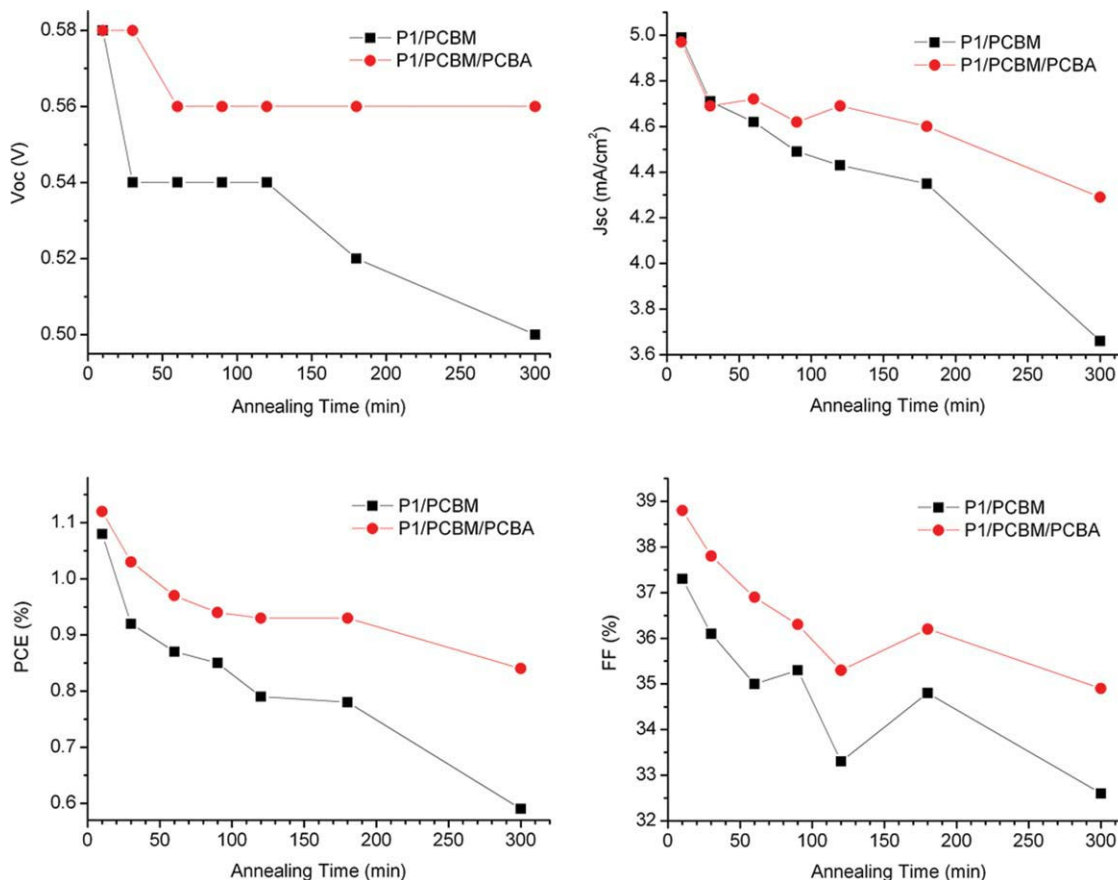 0.58
0.56
0.54
0.52
0.50
Voc (V)
P1/PCBM
P1/PCBM/PCBA
0 50 100 150 200 250 300
Annealing Time (min)
5.0
4.8
4.6
4.4
4.2
4.0
3.8
3.6
Jsc (mA/cm²)
P1/PCBM
P1/PCBM/PCBA
0 50 100 150 200 250 300
Annealing Time (min)
1.1
1.0
0.9
0.8
0.7
0.6
PCE (%)
P1/PCBM
P1/PCBM/PCBA
0 50 100 150 200 250 300
Annealing Time (min)
39
38
37
36
35
34
33
32
FF (%)
P1/PCBM
P1/PCBM/PCBA
0 50 100 150 200 250 300
Annealing Time (min)